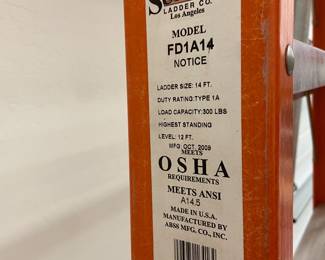 LADDER CO.
Los Angeles
MODEL
FD1A14
NOTICE
LADDER SIZE: 14 FT.
DUTY RATING: TYPE 1A
LOAD CAPACITY: 300 LBS
HIGHEST STANDING
LEVEL: 12 FT.
MFG. OCT. 2009
MEETS
OSHA
REQUIREMENTS
MEETS ANSI
A14.5
MADE IN U.S.A.
MANUFACTURED BY
ABSS MFG. CO., INC.